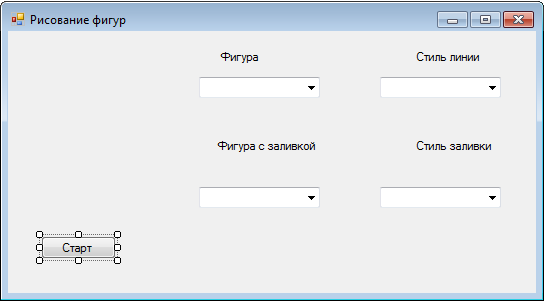 Рисование фигур
Фигура
Стиль линии
Фигура с заливкой
Стиль заливки
Старт